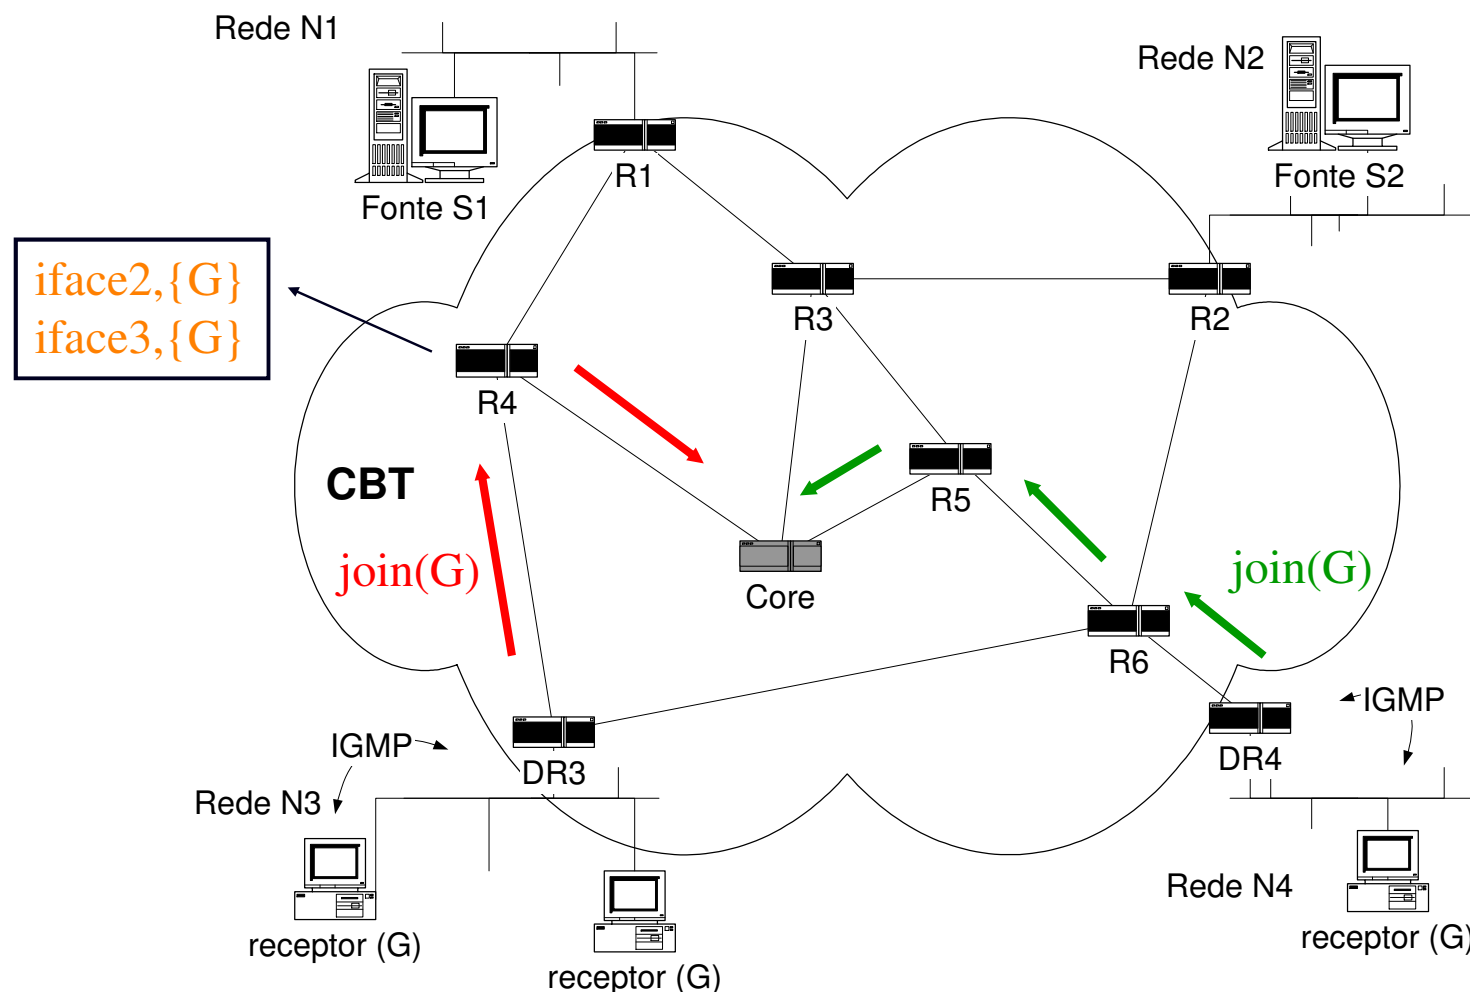 Rede N1
Rede N2
R1
Fonte S1
Fonte S2
iface2,{G}
iface3,{G}
R3
R2
R4
CBT
R5
join(G)
join(G)
Core
R6
IGMP
IGMP
DR3
DR4
Rede N3
Rede N4
receptor (G)
receptor (G)
receptor (G)